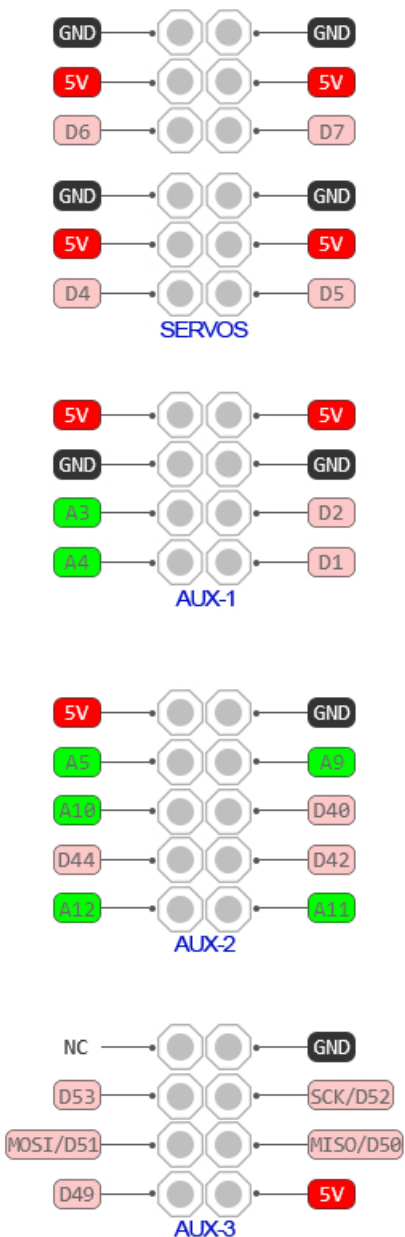 GND GND
5V 5V
D6 D7
GND GND
5V 5V
D4 D5
SERVOS
5V 5V
GND GND
A3 D2
A4 D1
AUX-1
5V GND
A5 A9
A10 D40
D44 D42
A12 A11
AUX-2
NC GND
D53 SCK/D52
MOSI/D51 MISO/D50
D49 5V
AUX-3